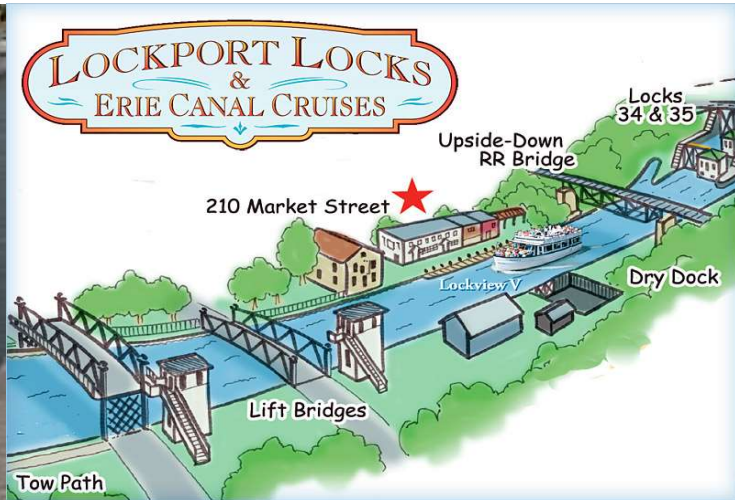 LOCKPORT LOCKS
&
ERIE CANAL CRUISES
Locks
34 & 35
Upside-Down
RR Bridge
210 Market Street
Lockview V
Dry Dock
Lift Bridges
Tow Path